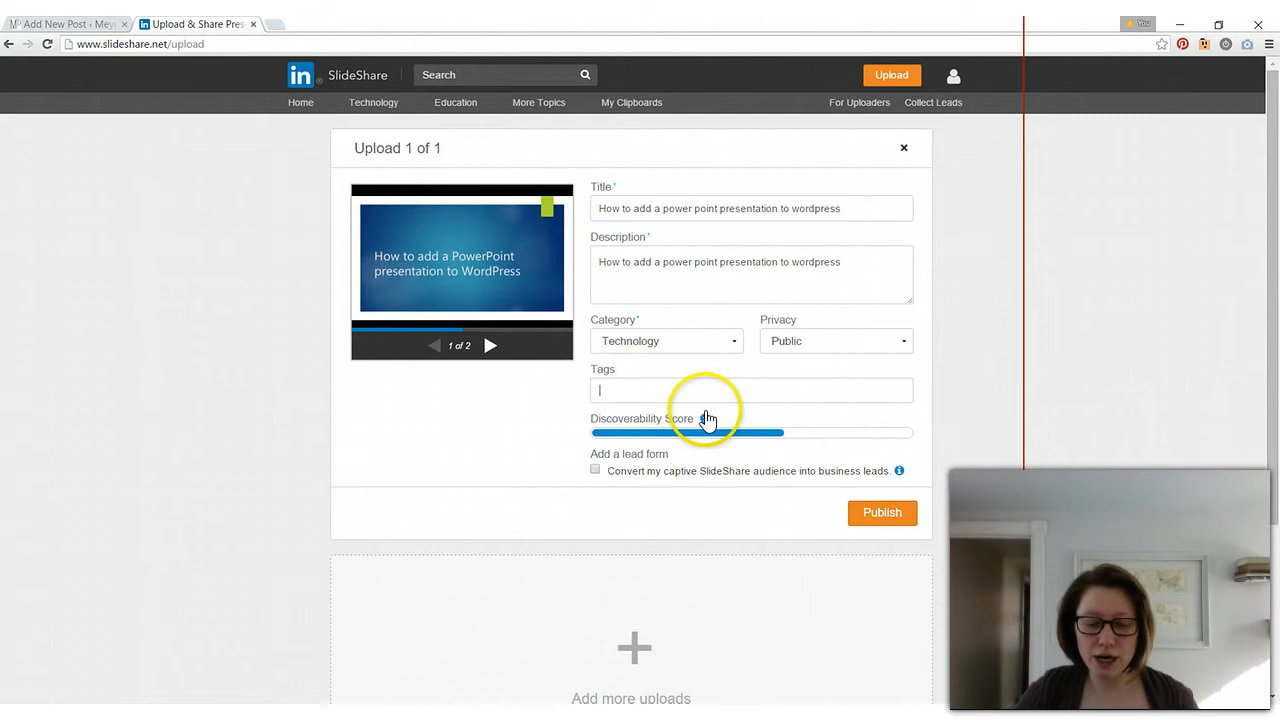 Add New Post ‹ Mey
Upload & Share Pres
You
www.slideshare.net/upload
in SlideShare
Search
Upload
Home
Technology
Education
More Topics
My Clipboards
For Uploaders
Collect Leads
Upload 1 of 1
How to add a PowerPoint
presentation to WordPress
1 of 2
Title*
How to add a power point presentation to wordpress
Description*
How to add a power point presentation to wordpress
Category*
Privacy
Technology
Public
Tags
Discoverability Score
Add a lead form
Convert my captive SlideShare audience into business leads.
Publish
Add more uploads